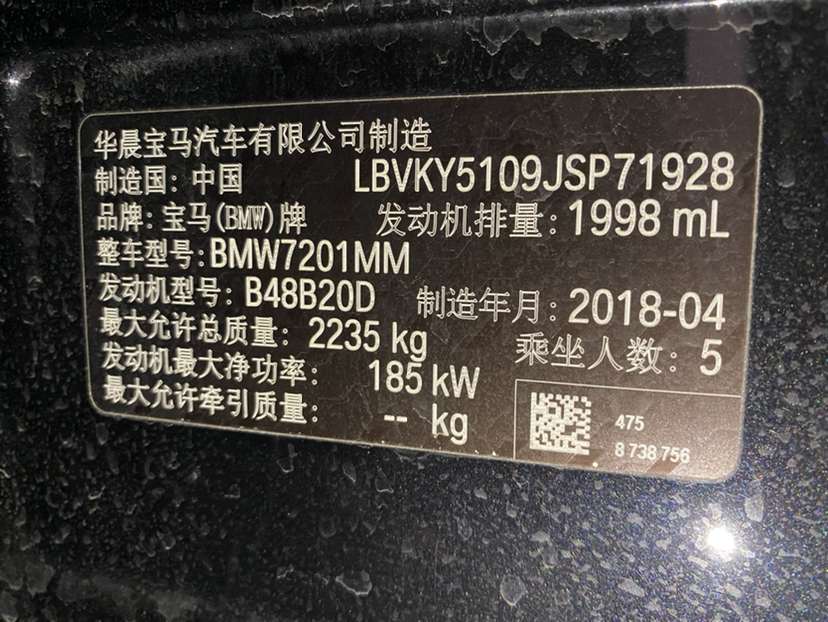 华晨宝马汽车有限公司制造
制造国: 中国 LBVKY5109JSP71928
品牌: 宝马(BMW)牌 发动机排量: 1998 mL
整车型号: BMW7201MM
发动机型号: B48B20D 制造年月: 2018-04
最大允许总质量: 2235 kg 乘坐人数: 5
发动机最大净功率: 185 kW
最大允许牵引质量: -- kg
475
8 738 756